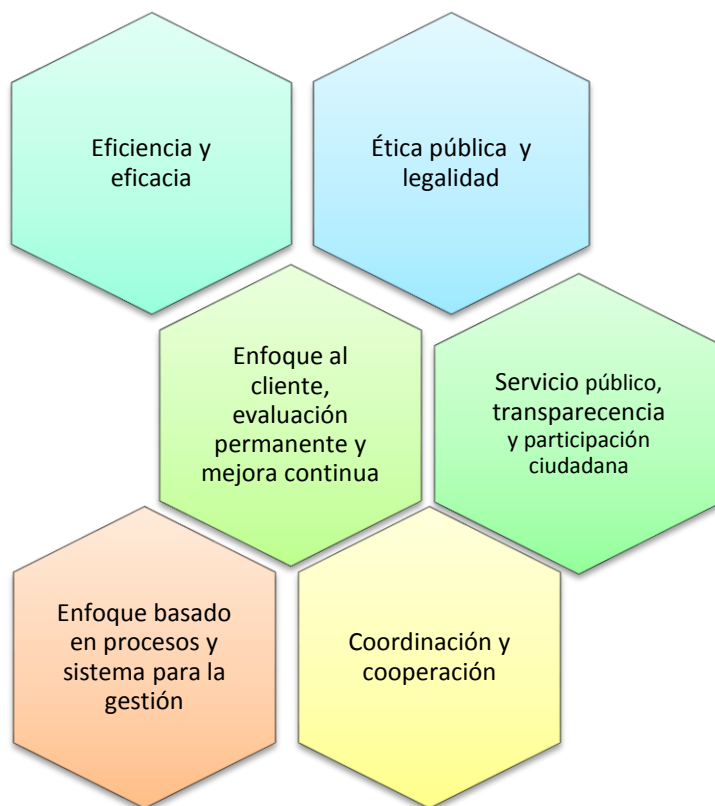 Eficiencia y
eficacia
Ética pública y
legalidad
Enfoque al
cliente,
evaluación
permanente y
mejora continua
Servicio público,
transparecencia
y participación
ciudadana
Enfoque basado
en procesos y
sistema para la
gestión
Coordinación y
cooperación